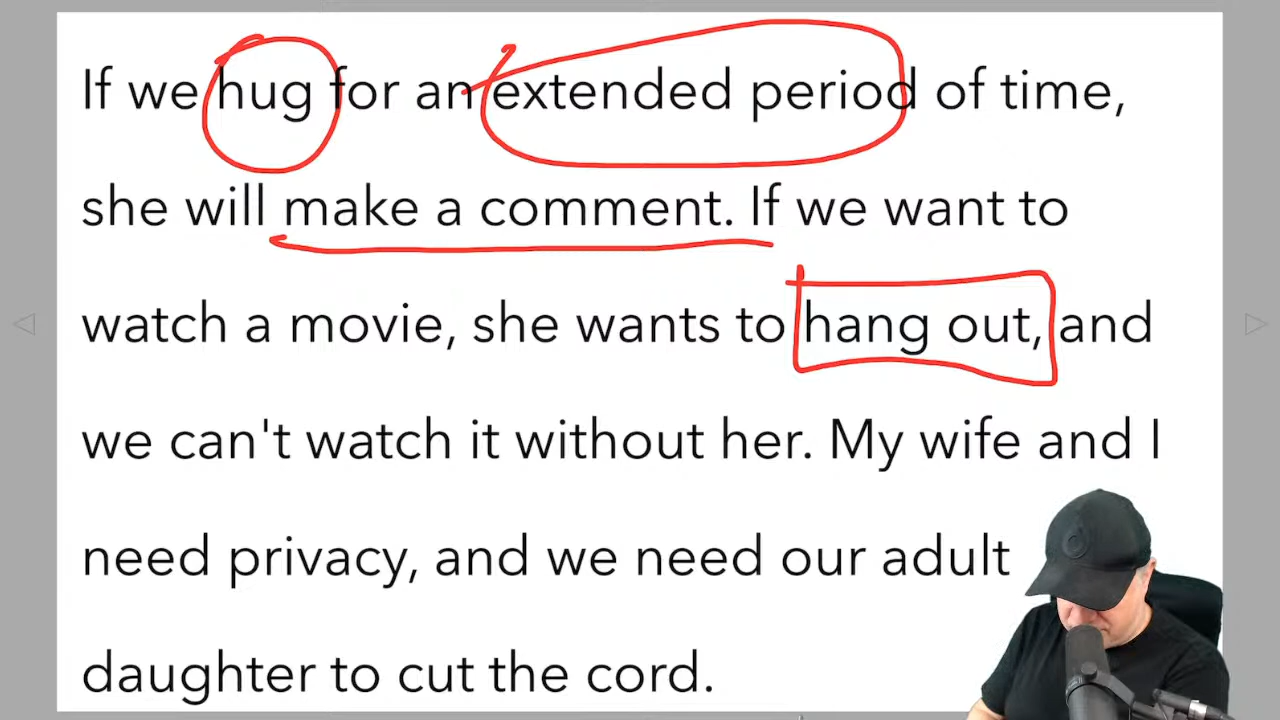 If we hug for an extended period of time,
she will make a comment. If we want to
watch a movie, she wants to hang out, and
we can't watch it without her. My wife and I
need privacy, and we need our adult
daughter to cut the cord.